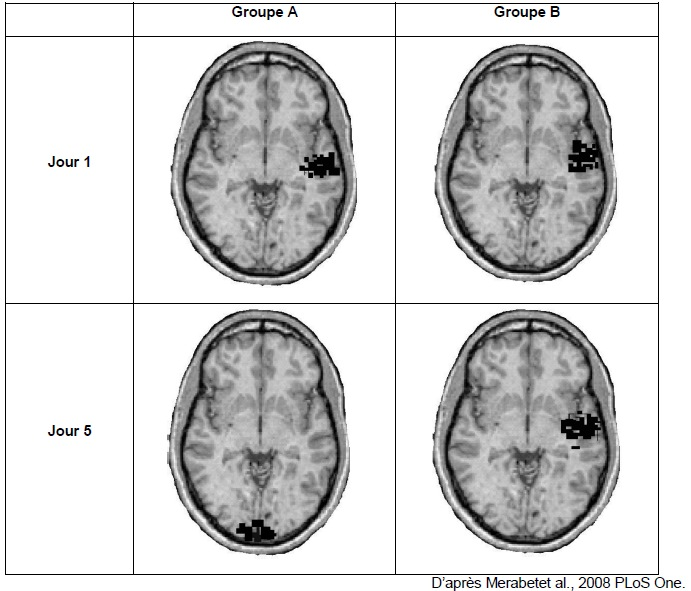 Groupe A
Groupe B
Jour 1
Jour 5
D'après Merabetet al., 2008 PLoS One.